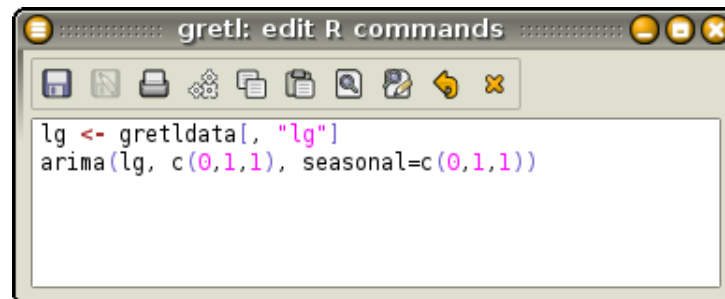 gretl: edit R commands
lg <- gretldata[, "lg"]
arima(lg, c(0,1,1), seasonal=c(0,1,1))